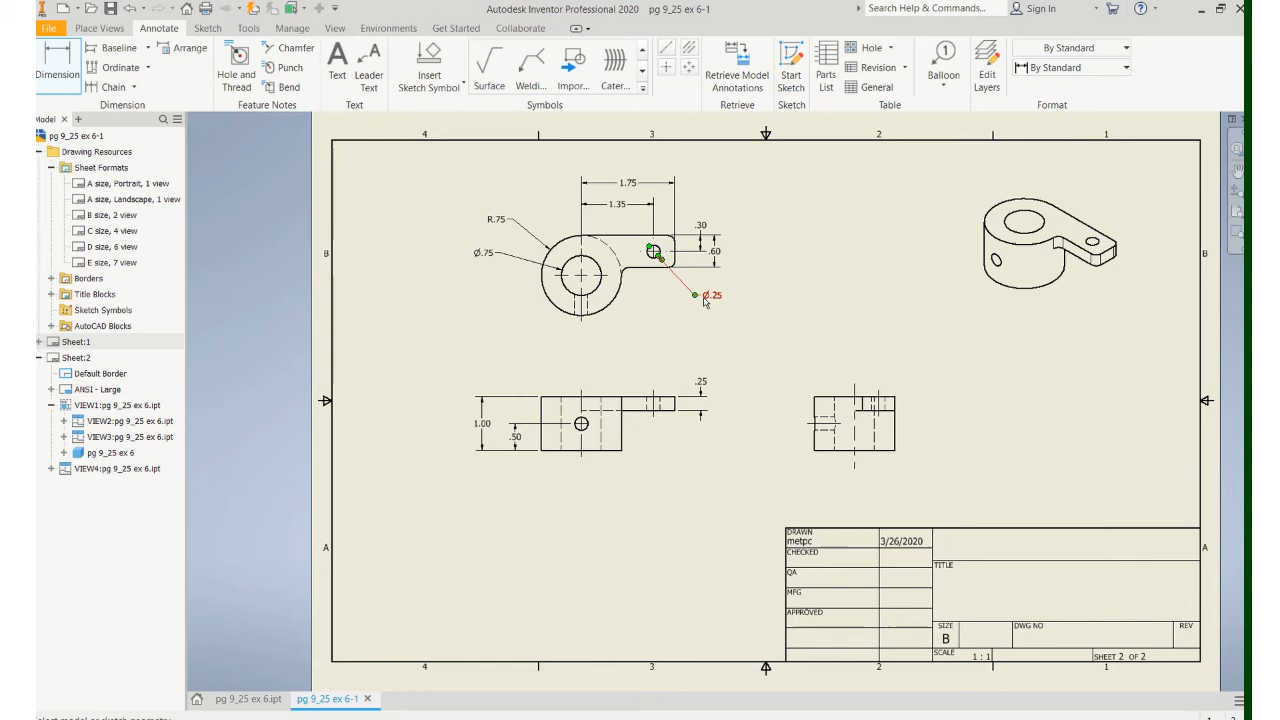 Autodesk Inventor Professional 2020 pg 9_25 ex 6-1
Search Help & Commands...
Sign In
File Place Views Annotate Sketch Tools Manage View Environments Get Started Collaborate
Dimension
Baseline
Ordinate
Chain
Arrange
Dimension
Hole and Thread
Chamfer
Punch
Bend
Feature Notes
Text
Leader Text
Text
Insert Sketch Symbol
Surface
Weldi...
Impor...
Cater...
Symbols
Retrieve Model Annotations
Retrieve
Start Sketch
Sketch
Parts List
Hole
Revision
General
Table
Balloon
Edit Layers
By Standard
By Standard
Format
Model
pg 9_25 ex 6-1
Drawing Resources
Sheet Formats
A size, Portrait, 1 view
A size, Landscape, 1 view
B size, 2 view
C size, 4 view
D size, 6 view
E size, 7 view
Borders
Title Blocks
Sketch Symbols
AutoCAD Blocks
Sheet:1
Sheet:2
Default Border
ANSI - Large
VIEW1:pg 9_25 ex 6.ipt
VIEW2:pg 9_25 ex 6.ipt
VIEW3:pg 9_25 ex 6.ipt
pg 9_25 ex 6
VIEW4:pg 9_25 ex 6.ipt
4 3 2 1
1.75
1.35
R.75
.30
Ø.75
.60
B B
Ø.25
.25
1.00
.50
A A
DRAWN
metpc
3/26/2020
CHECKED
QA
MFG
APPROVED
TITLE
SIZE
B
DWG NO
REV
SCALE
1 : 1
SHEET 2 OF 2
4 3 2 1
pg 9_25 ex 6.ipt
pg 9_25 ex 6-1